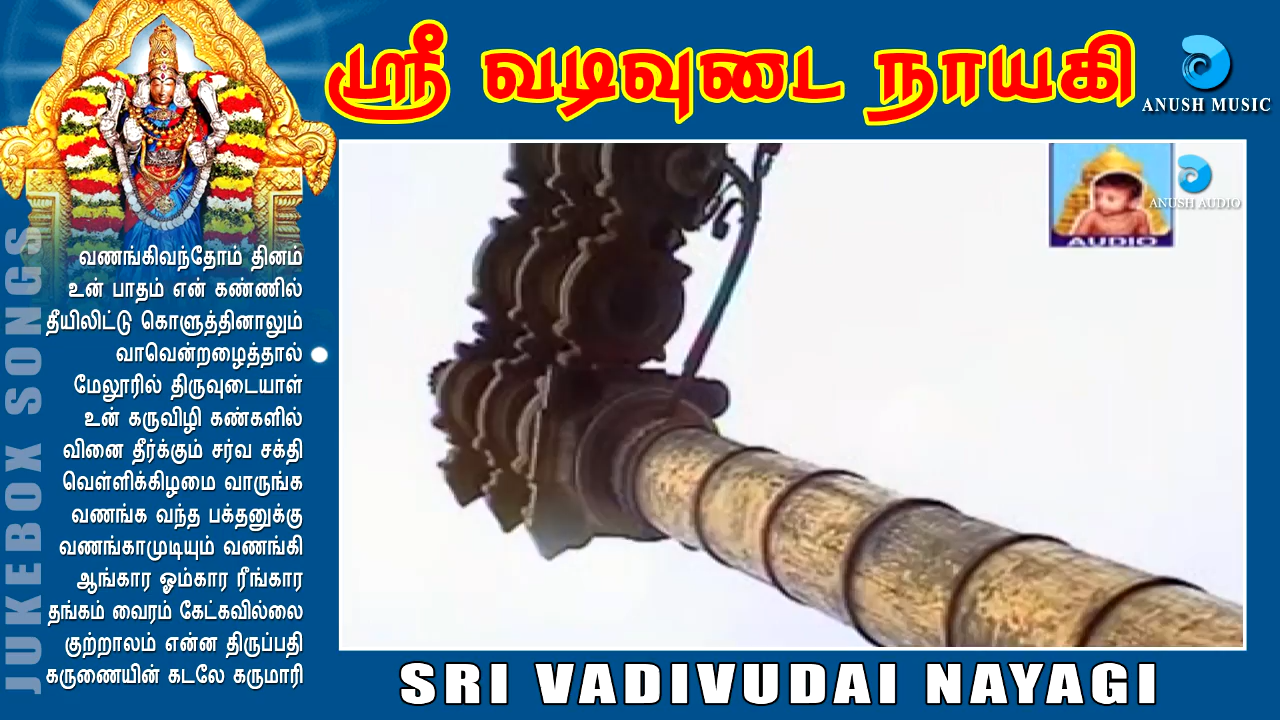 ஸ்ரீ வடிவுடை நாயகி
ANUSH MUSIC
ANUSH AUDIO
AUDIO
JUKEBOX SONGS
வணங்கிவந்தோம் தினம்
உன் பாதம் என் கண்ணில்
தீயிலிட்டு கொளுத்தினாலும்
வாவென்றழைத்தால்
மேலூரில் திருவுடையாள்
உன் கருவிழி கண்களில்
வினை தீர்க்கும் சர்வ சக்தி
வெள்ளிக்கிழமை வாருங்க
வணங்க வந்த பக்தனுக்கு
வணங்காமுடியும் வணங்கி
ஆங்கார ஓம்கார ரீங்கார
தங்கம் வைரம் கேட்கவில்லை
குற்றாலம் என்ன திருப்பதி
கருணையின் கடலே கருமாரி
SRI VADIVUDAI NAYAGI